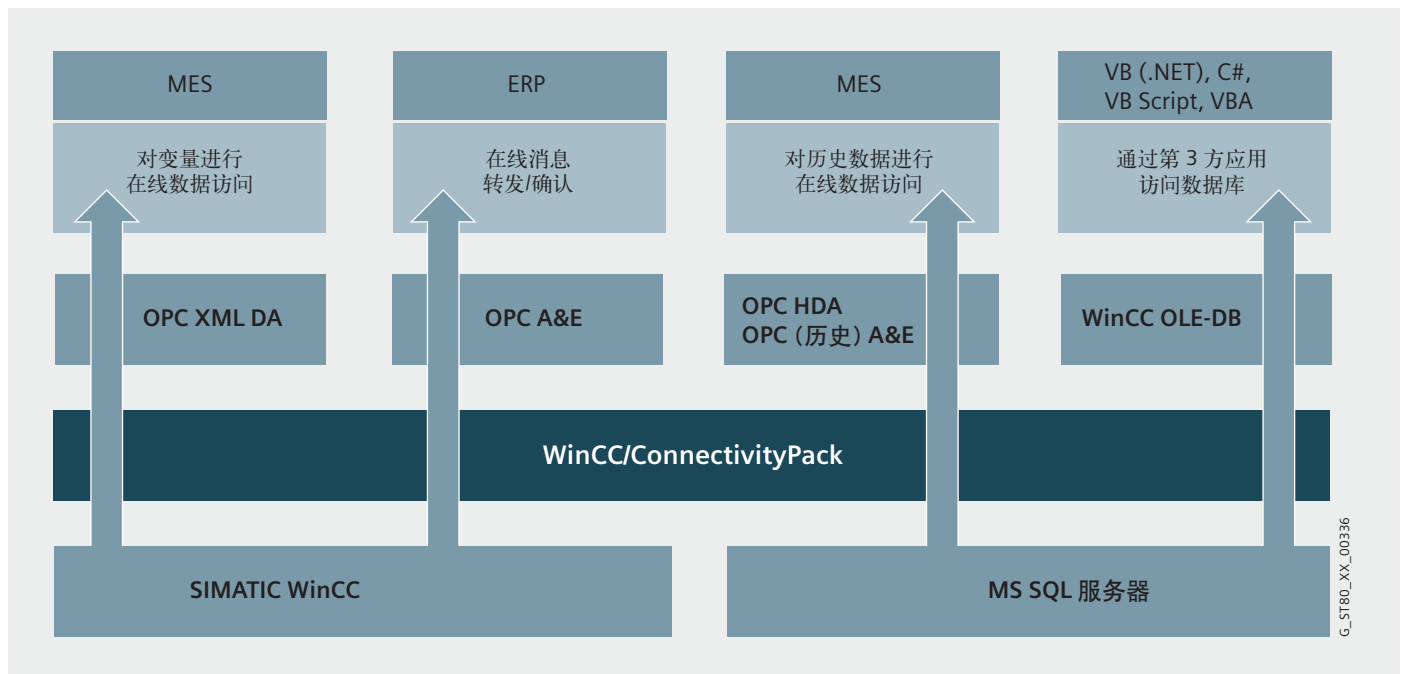 MES
ERP
MES
VB (.NET), C#,
VB Script, VBA
对变量进行
在线数据访问
在线消息
转发/确认
对历史数据进行
在线数据访问
通过第 3 方应用
访问数据库
OPC XML DA
OPC A&E
OPC HDA
OPC（历史）A&E
WinCC OLE-DB
WinCC/ConnectivityPack
SIMATIC WinCC
MS SQL 服务器
G_ST80_XX_00336